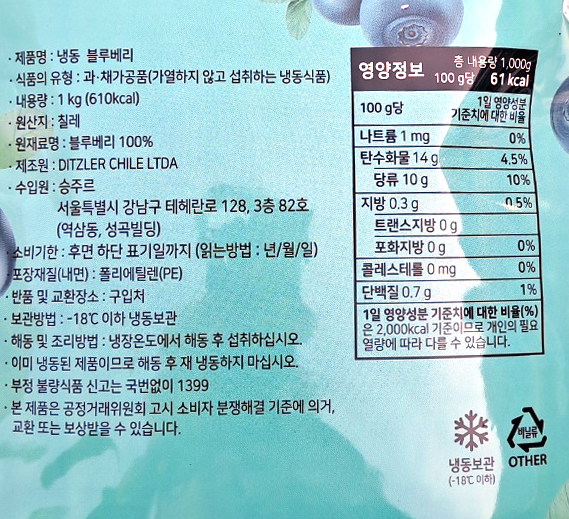 · 제품명 : 냉동 블루베리
· 식품의 유형 : 과·채가공품(가열하지 않고 섭취하는 냉동식품)
· 내용량 : 1 kg (610kcal)
· 원산지 : 칠레
· 원재료명 : 블루베리 100%
· 제조원 : DITZLER CHILE LTDA
· 수입원 : 승주르
서울특별시 강남구 테헤란로 128, 3층 82호
(역삼동, 성곡빌딩)
· 소비기한 : 후면 하단 표기일까지 (읽는방법 : 년/월/일)
· 포장재질(내면) : 폴리에틸렌(PE)
· 반품 및 교환장소 : 구입처
· 보관방법 : -18℃ 이하 냉동보관
· 해동 및 조리방법 : 냉장온도에서 해동 후 섭취하십시오.
· 이미 냉동된 제품이므로 해동 후 재 냉동하지 마십시오.
· 부정 불량식품 신고는 국번없이 1399
· 본 제품은 공정거래위원회 고시 소비자 분쟁해결 기준에 의거,
교환 또는 보상받을 수 있습니다.
영양정보 총 내용량 1,000g
100 g당 61 kcal
100 g당 1일 영양성분
기준치에 대한 비율
나트륨 1 mg 0%
탄수화물 14 g 4.5%
당류 10 g 10%
지방 0.3 g 0.5%
트랜스지방 0 g
포화지방 0 g 0%
콜레스테롤 0 mg 0%
단백질 0.7 g 1%
1일 영양성분 기준치에 대한 비율(%)
은 2,000kcal 기준이므로 개인의 필요
열량에 따라 다를 수 있습니다.
냉동보관
(-18℃ 이하)
비닐류
OTHER